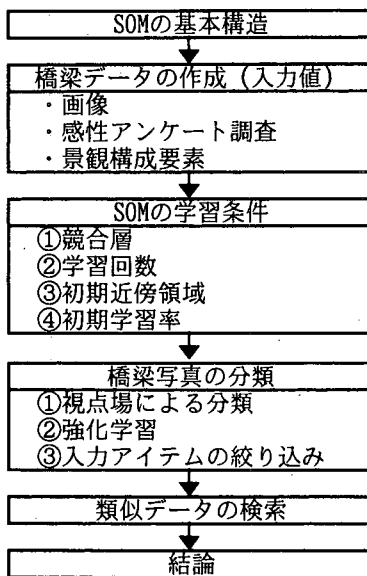 SOMの基本構造
橋梁データの作成（入力値）
・画像
・感性アンケート調査
・景観構成要素
SOMの学習条件
①競合層
②学習回数
③初期近傍領域
④初期学習率
橋梁写真の分類
①視点場による分類
②強化学習
③入力アイテムの絞り込み
類似データの検索
結論